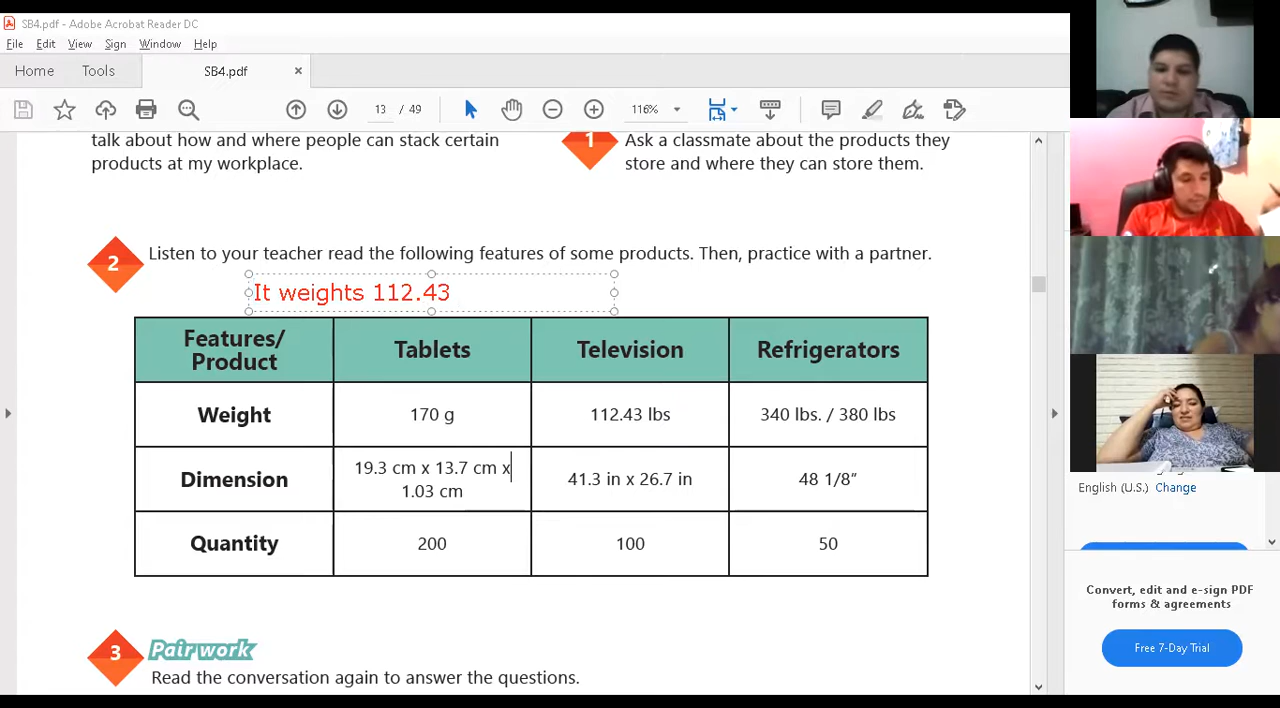 SB4.pdf - Adobe Acrobat Reader DC
File Edit View Sign Window Help
Home Tools SB4.pdf ×
13 / 49 116%
talk about how and where people can stack certain
products at my workplace.
1 Ask a classmate about the products they
store and where they can store them.
2 Listen to your teacher read the following features of some products. Then, practice with a partner.
It weights 112.43
Features/ Product Tablets Television Refrigerators
Weight 170 g 112.43 lbs 340 lbs. / 380 lbs
Dimension 19.3 cm x 13.7 cm x 1.03 cm 41.3 in x 26.7 in 48 1/8”
Quantity 200 100 50
3 Pair work
Read the conversation again to answer the questions.
English (U.S.) Change
Convert, edit and e-sign PDF
forms & agreements
Free 7-Day Trial